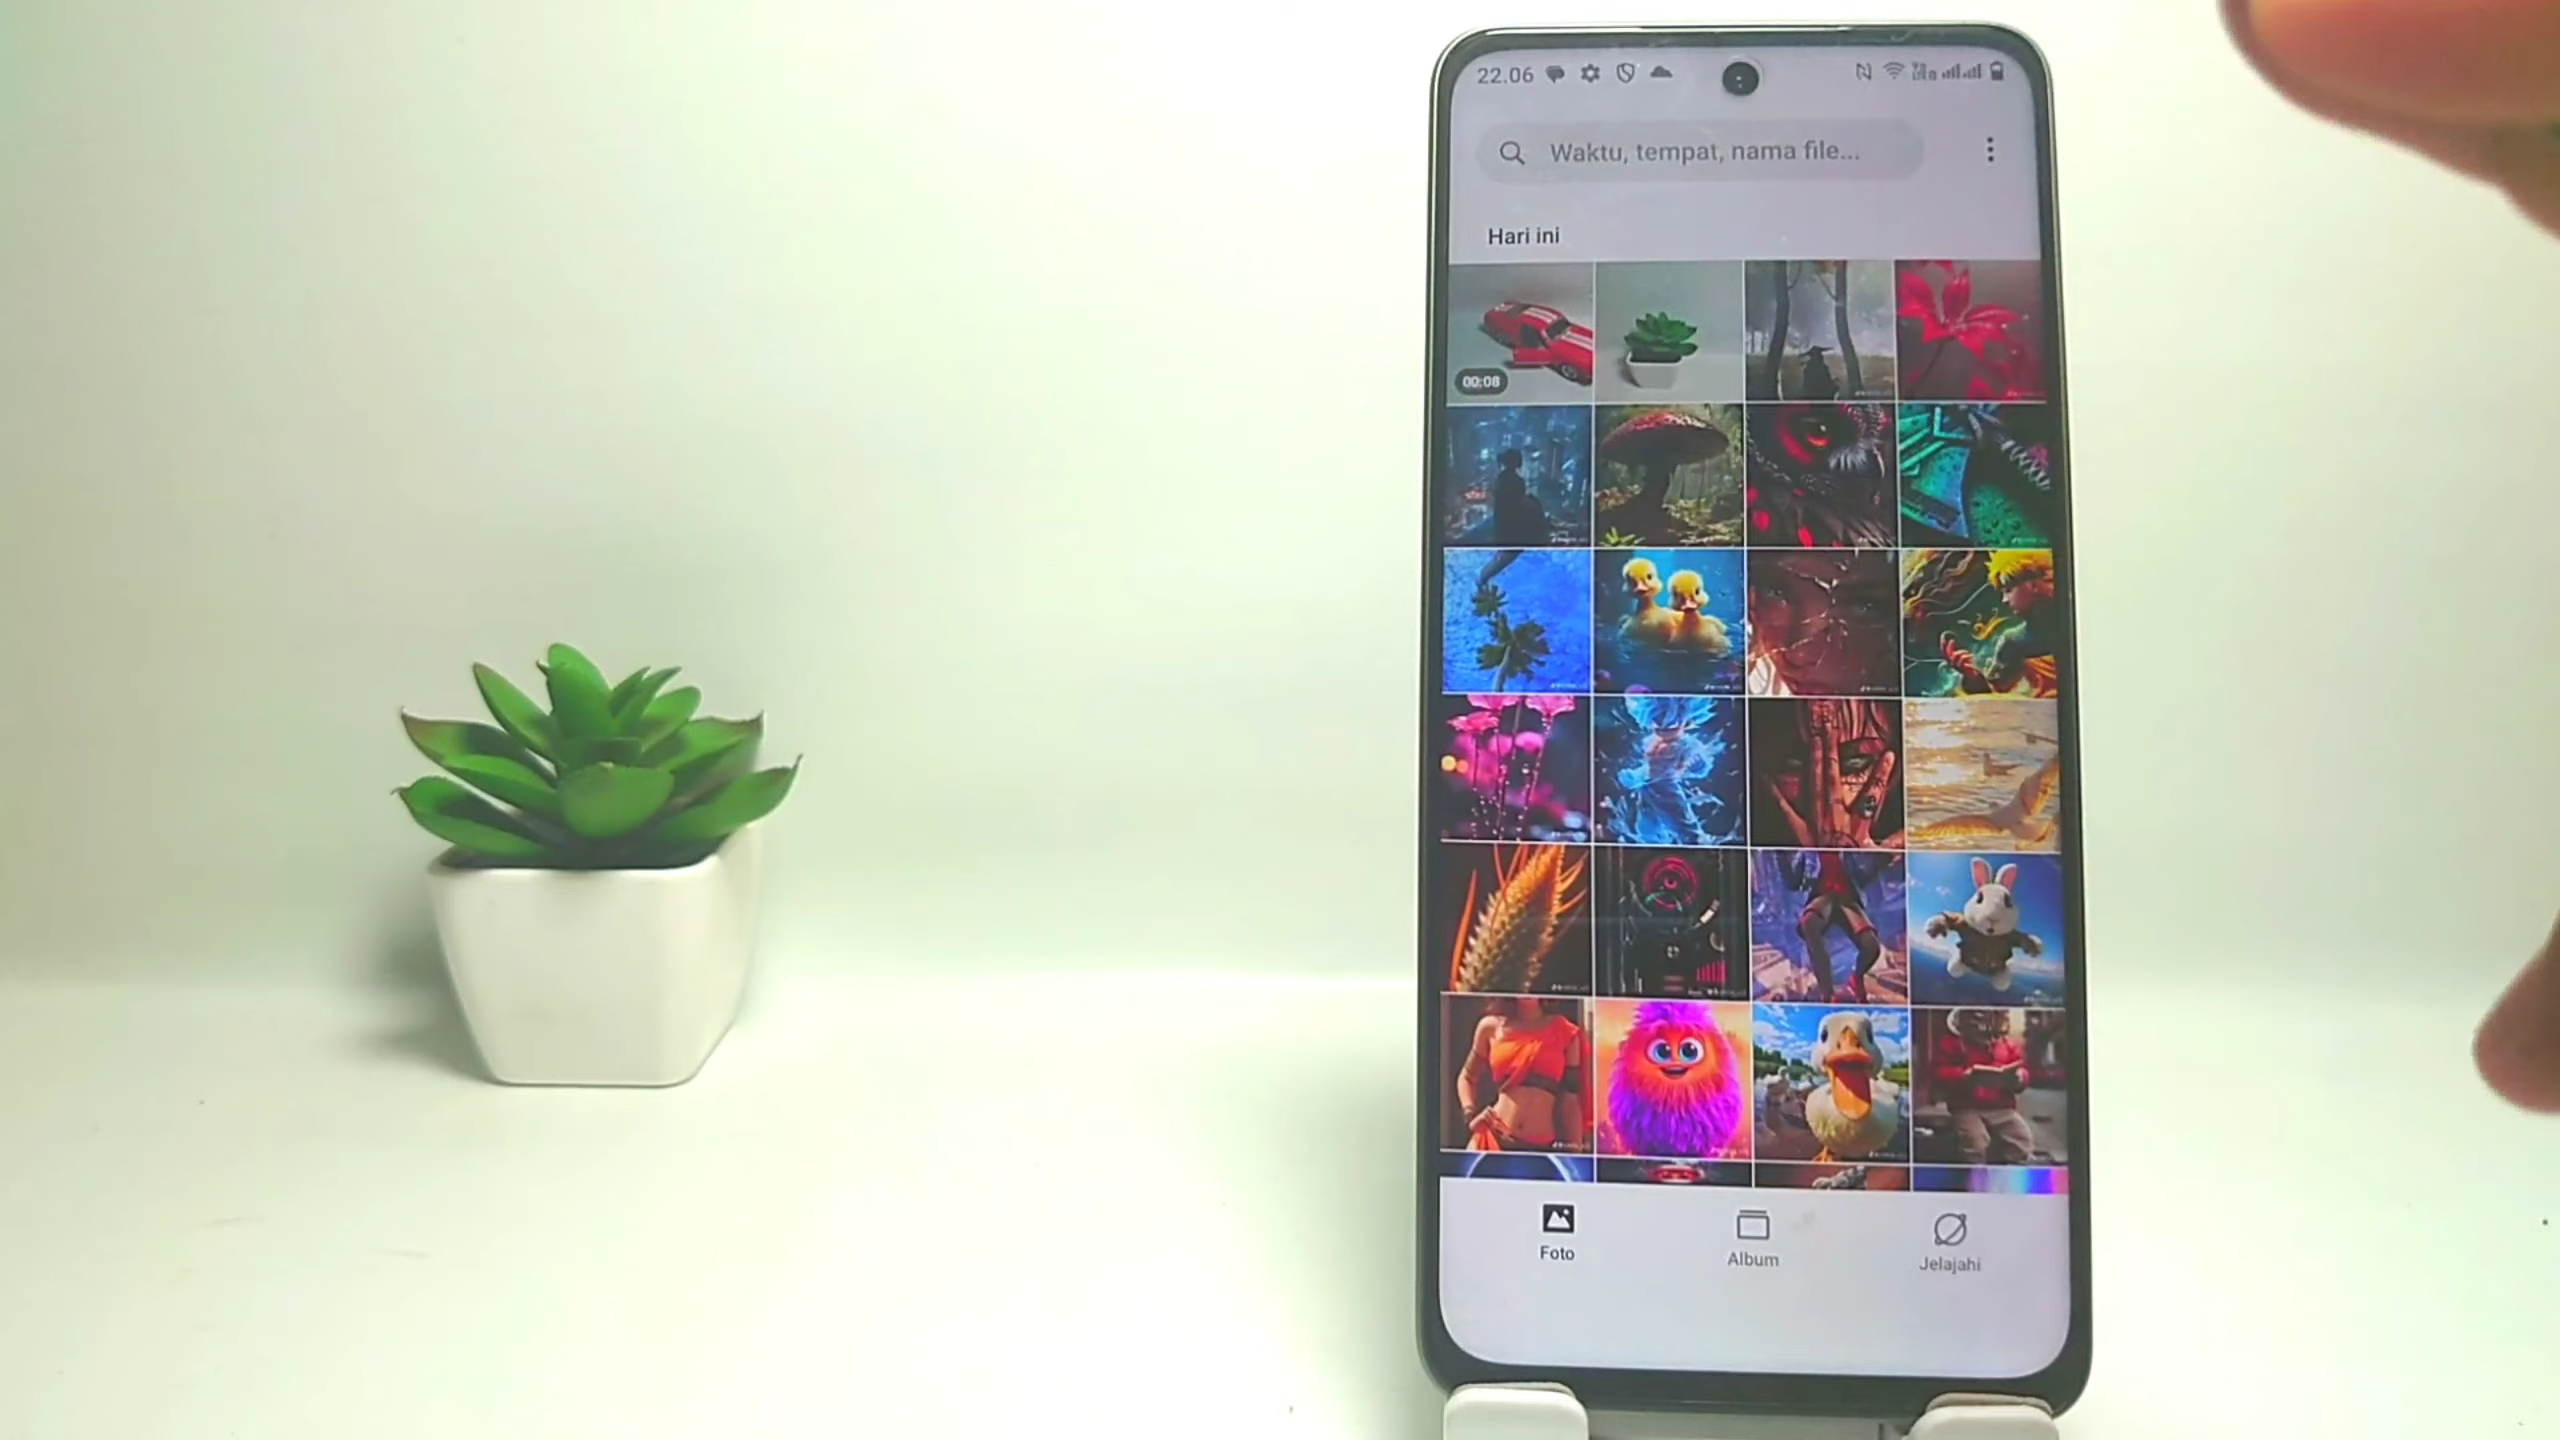 22.06
Waktu, tempat, nama file...
Hari ini
00:08
Foto
Album
Jelajahi